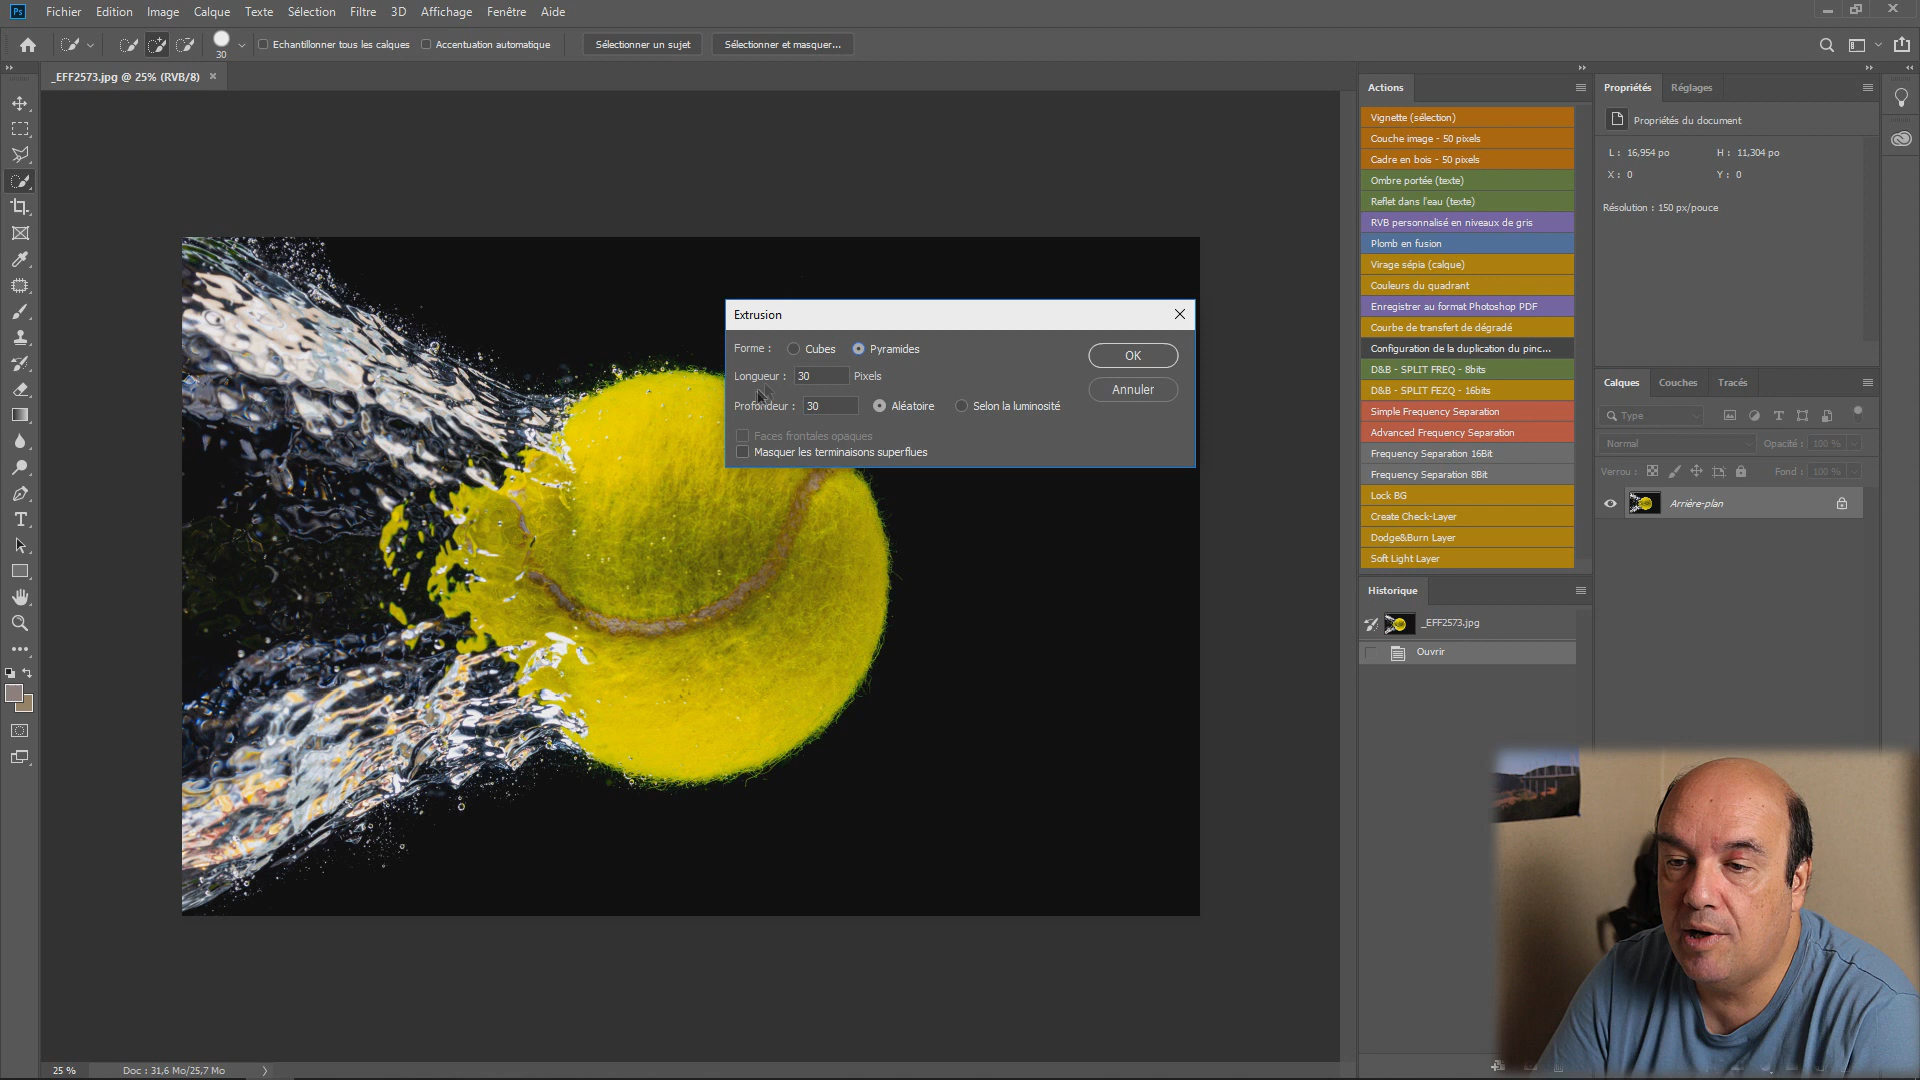 Ps Fichier Edition Image Calque Texte Sélection Filtre 3D Affichage Fenêtre Aide
30 Echantillonner tous les calques Accentuation automatique Sélectionner un sujet Sélectionner et masquer...
_EFF2573.jpg @ 25% (RVB/8)
Extrusion
Forme : Cubes Pyramides
OK
Longueur : 30 Pixels
Annuler
Profondeur : 30 Aléatoire Selon la luminosité
Faces frontales opaques
Masquer les terminaisons superflues
Actions
Vignette (sélection)
Couche image - 50 pixels
Cadre en bois - 50 pixels
Ombre portée (texte)
Reflet dans l'eau (texte)
RVB personnalisé en niveaux de gris
Plomb en fusion
Virage sépia (calque)
Couleurs du quadrant
Enregistrer au format Photoshop PDF
Courbe de transfert de dégradé
Configuration de la duplication du pinc...
D&B - SPLIT FREQ - 8bits
D&B - SPLIT FEZQ - 16bits
Simple Frequency Separation
Advanced Frequency Separation
Frequency Separation 16Bit
Frequency Separation 8Bit
Lock BG
Create Check-Layer
Dodge&Burn Layer
Soft Light Layer
Historique
_EFF2573.jpg
Ouvrir
Propriétés Réglages
Propriétés du document
L : 16,954 po H : 11,304 po
X : 0 Y : 0
Résolution : 150 px/pouce
Calques Couches Tracés
Type
Normal Opacité : 100 %
Verrou : Fond : 100 %
Arrière-plan
25 % Doc : 31,6 Mo/25,7 Mo